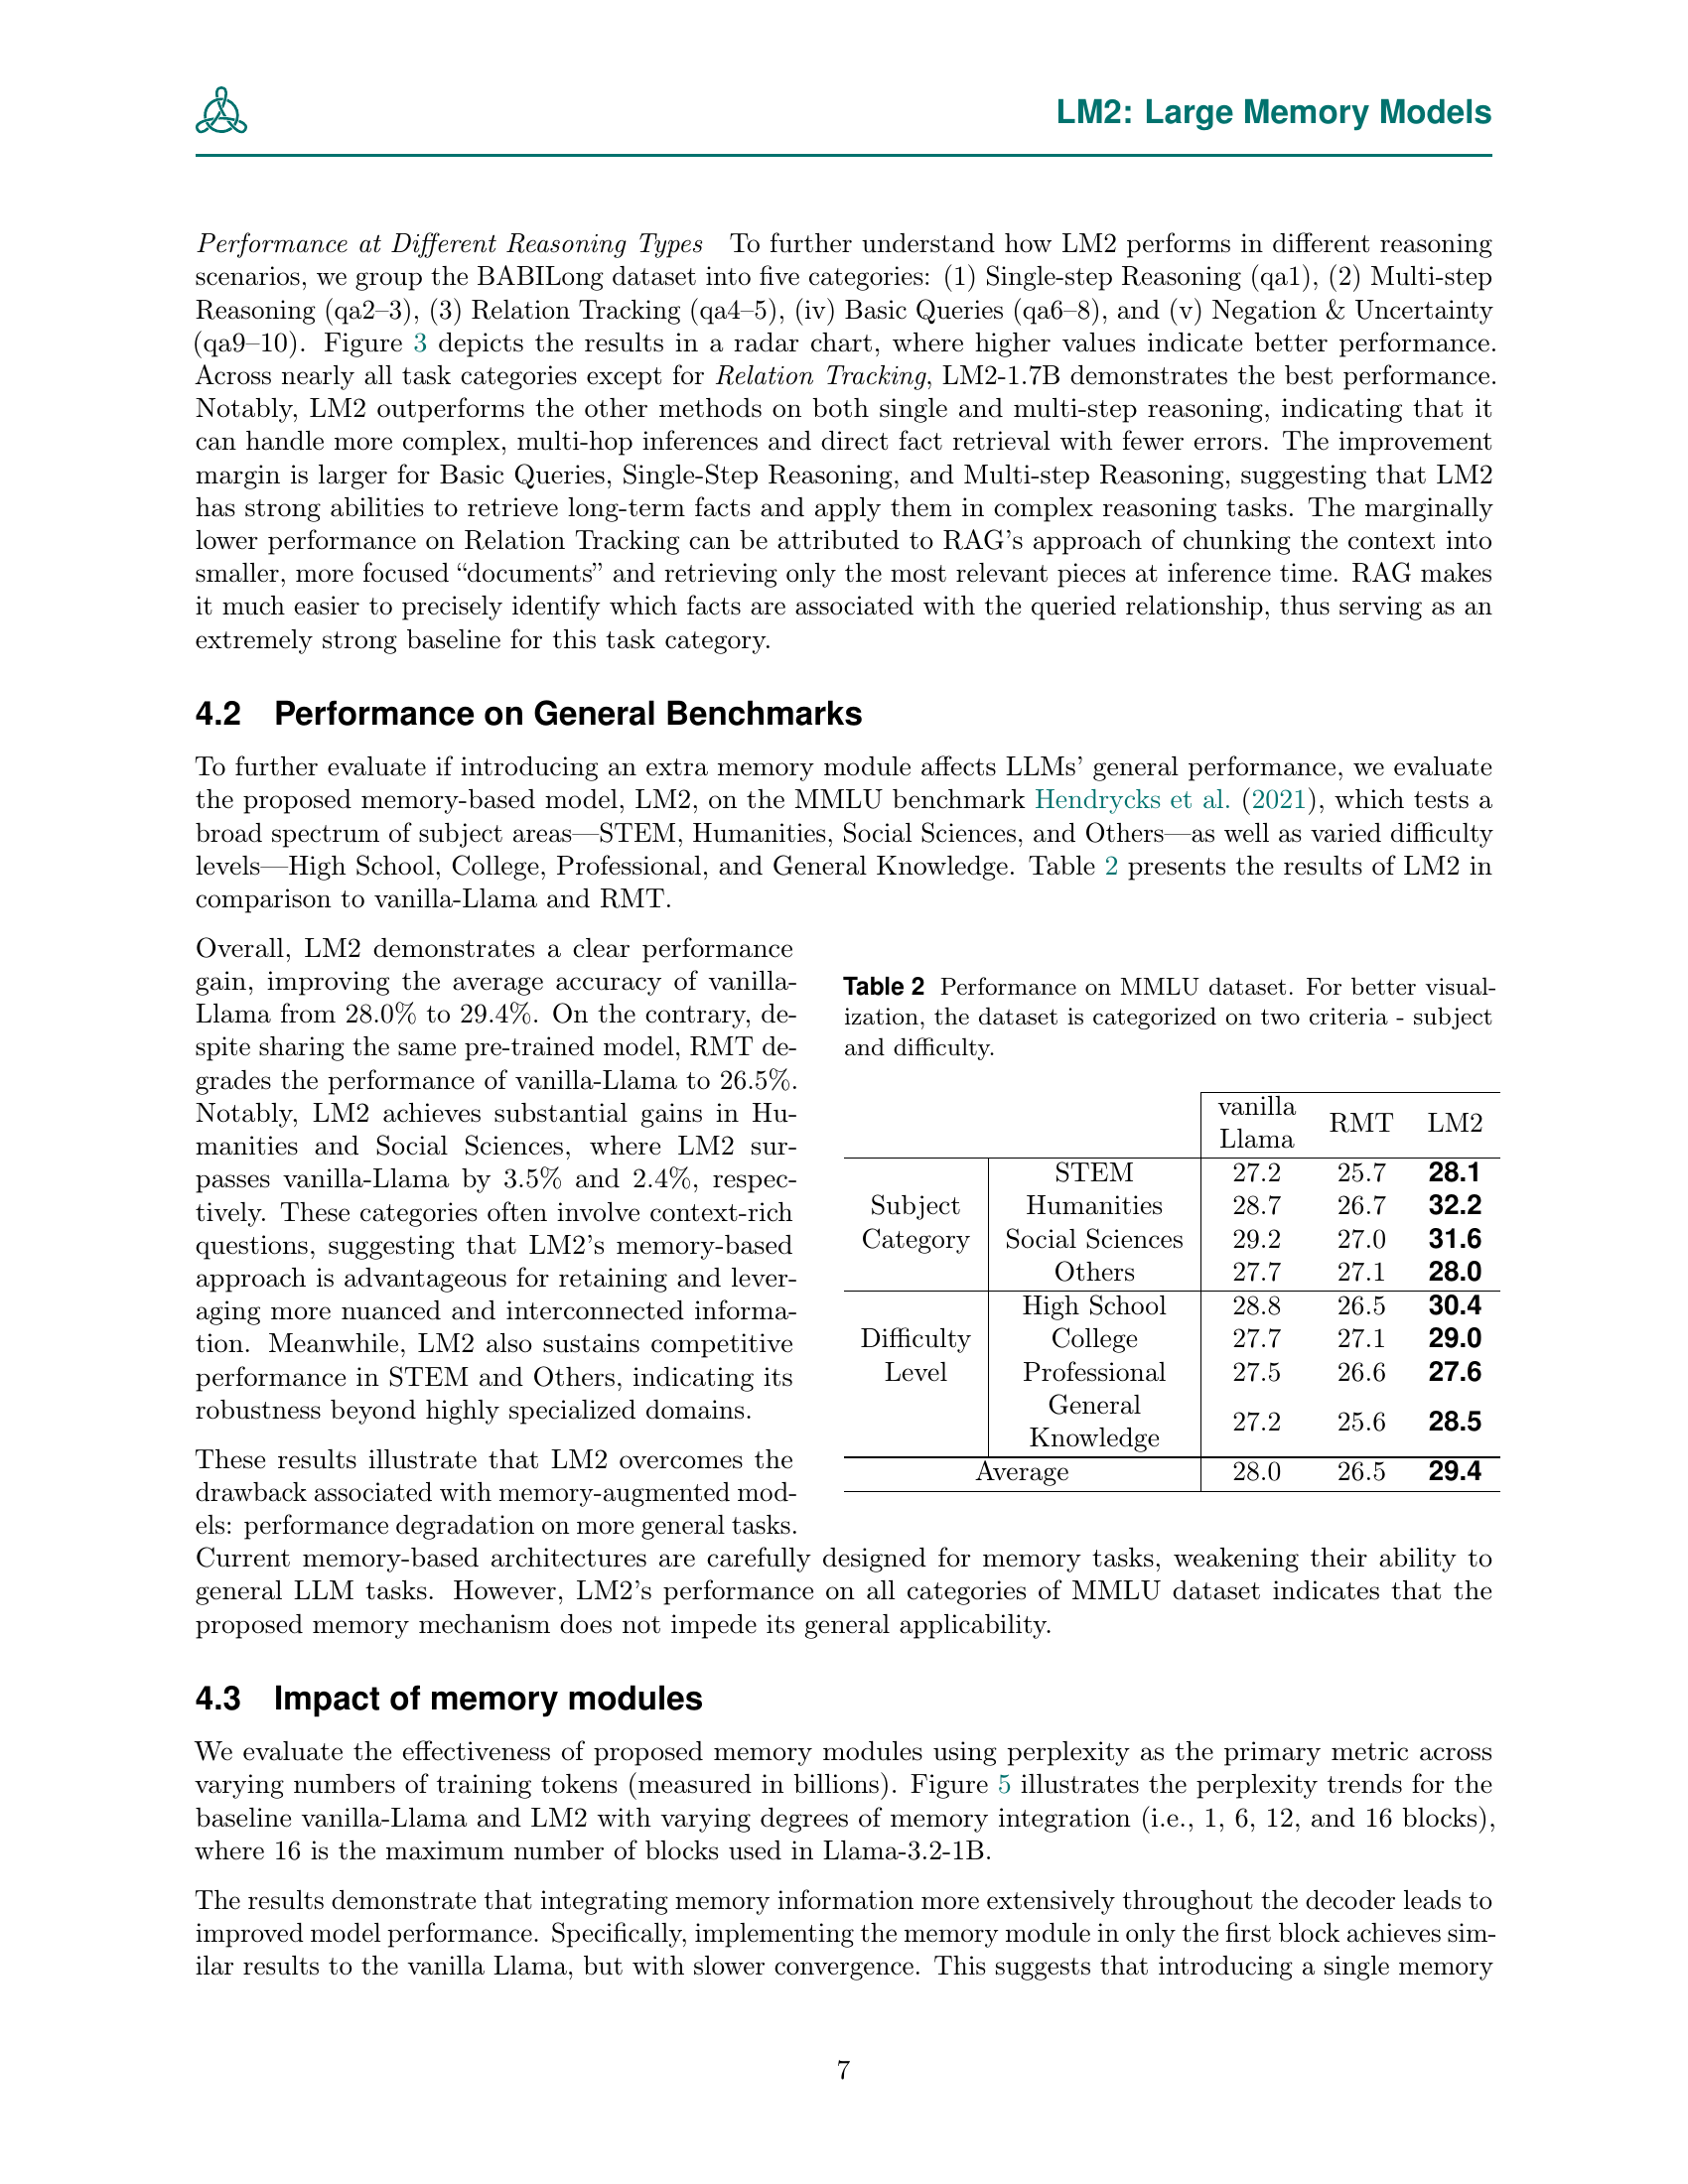 LM2: Large Memory Models
Performance at Different Reasoning Types To further understand how LM2 performs in different reasoning
scenarios, we group the BABILong dataset into five categories: (1) Single-step Reasoning (qa1), (2) Multi-step
Reasoning (qa2–3), (3) Relation Tracking (qa4–5), (iv) Basic Queries (qa6–8), and (v) Negation & Uncertainty
(qa9–10). Figure 3 depicts the results in a radar chart, where higher values indicate better performance.
Across nearly all task categories except for Relation Tracking, LM2-1.7B demonstrates the best performance.
Notably, LM2 outperforms the other methods on both single and multi-step reasoning, indicating that it
can handle more complex, multi-hop inferences and direct fact retrieval with fewer errors. The improvement
margin is larger for Basic Queries, Single-Step Reasoning, and Multi-step Reasoning, suggesting that LM2
has strong abilities to retrieve long-term facts and apply them in complex reasoning tasks. The marginally
lower performance on Relation Tracking can be attributed to RAG's approach of chunking the context into
smaller, more focused “documents” and retrieving only the most relevant pieces at inference time. RAG makes
it much easier to precisely identify which facts are associated with the queried relationship, thus serving as an
extremely strong baseline for this task category.
4.2 Performance on General Benchmarks
To further evaluate if introducing an extra memory module affects LLMs' general performance, we evaluate
the proposed memory-based model, LM2, on the MMLU benchmark Hendrycks et al. (2021), which tests a
broad spectrum of subject areas—STEM, Humanities, Social Sciences, and Others—as well as varied difficulty
levels—High School, College, Professional, and General Knowledge. Table 2 presents the results of LM2 in
comparison to vanilla-Llama and RMT.
Overall, LM2 demonstrates a clear performance
gain, improving the average accuracy of vanilla-
Llama from 28.0% to 29.4%. On the contrary, de-
spite sharing the same pre-trained model, RMT de-
grades the performance of vanilla-Llama to 26.5%.
Notably, LM2 achieves substantial gains in Hu-
manities and Social Sciences, where LM2 sur-
passes vanilla-Llama by 3.5% and 2.4%, respec-
tively. These categories often involve context-rich
questions, suggesting that LM2's memory-based
approach is advantageous for retaining and lever-
aging more nuanced and interconnected informa-
tion. Meanwhile, LM2 also sustains competitive
performance in STEM and Others, indicating its
robustness beyond highly specialized domains.
Table 2 Performance on MMLU dataset. For better visual-
ization, the dataset is categorized on two criteria - subject
and difficulty.
vanilla
Llama RMT LM2
STEM 27.2 25.7 28.1
Subject Humanities 28.7 26.7 32.2
Category Social Sciences 29.2 27.0 31.6
Others 27.7 27.1 28.0
High School 28.8 26.5 30.4
Difficulty College 27.7 27.1 29.0
Level Professional 27.5 26.6 27.6
General
Knowledge 27.2 25.6 28.5
Average 28.0 26.5 29.4
These results illustrate that LM2 overcomes the
drawback associated with memory-augmented mod-
els: performance degradation on more general tasks.
Current memory-based architectures are carefully designed for memory tasks, weakening their ability to
general LLM tasks. However, LM2's performance on all categories of MMLU dataset indicates that the
proposed memory mechanism does not impede its general applicability.
4.3 Impact of memory modules
We evaluate the effectiveness of proposed memory modules using perplexity as the primary metric across
varying numbers of training tokens (measured in billions). Figure 5 illustrates the perplexity trends for the
baseline vanilla-Llama and LM2 with varying degrees of memory integration (i.e., 1, 6, 12, and 16 blocks),
where 16 is the maximum number of blocks used in Llama-3.2-1B.
The results demonstrate that integrating memory information more extensively throughout the decoder leads to
improved model performance. Specifically, implementing the memory module in only the first block achieves sim-
ilar results to the vanilla Llama, but with slower convergence. This suggests that introducing a single memory
7